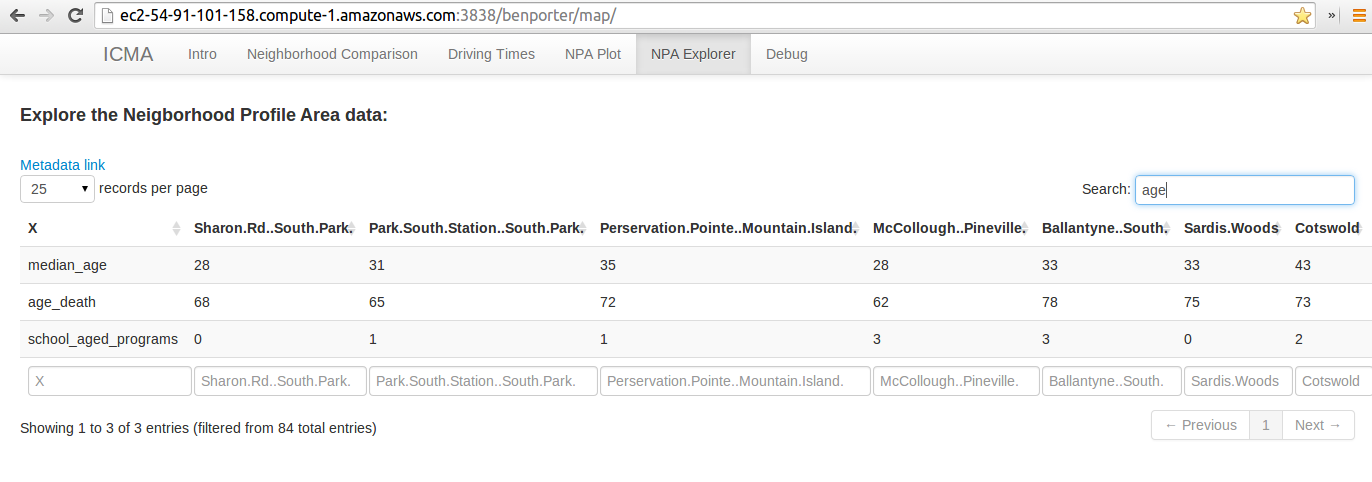 ec2-54-91-101-158.compute-1.amazonaws.com:3838/benporter/map/ »
ICMA Intro Neighborhood Comparison Driving Times NPA Plot NPA Explorer Debug
Explore the Neigborhood Profile Area data:
Metadata link
25 records per page Search: age
X Sharon.Rd..South.Park. Park.South.Station..South.Park. Perservation.Pointe..Mountain.Island. McCollough..Pineville. Ballantyne..South. Sardis.Woods Cotswold
median_age 28 31 35 28 33 33 43
age_death 68 65 72 62 78 75 73
school_aged_programs 0 1 1 3 3 0 2
X Sharon.Rd..South.Park. Park.South.Station..South.Park. Perservation.Pointe..Mountain.Island. McCollough..Pineville. Ballantyne..South. Sardis.Woods Cotswold
Showing 1 to 3 of 3 entries (filtered from 84 total entries) ← Previous 1 Next →